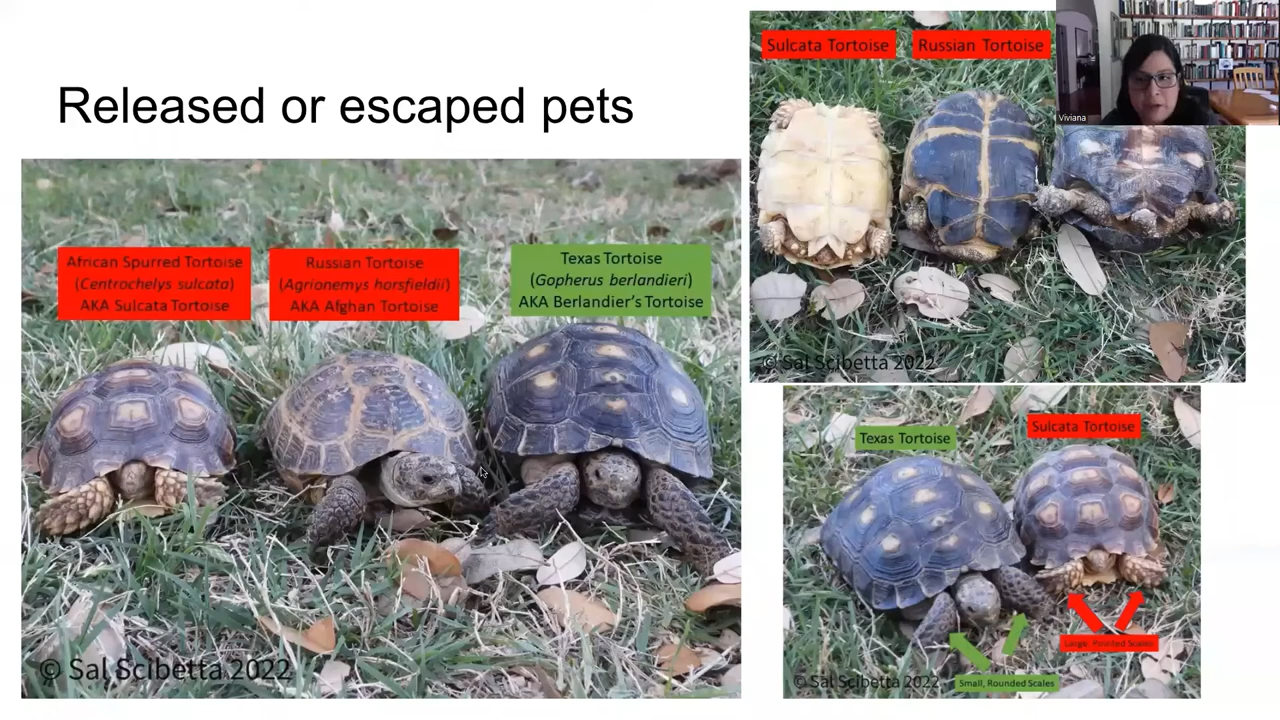 Released or escaped pets
African Spurred Tortoise
(Centrochelys sulcata)
AKA Sulcata Tortoise
Russian Tortoise
(Agrionemys horsfieldii)
AKA Afghan Tortoise
Texas Tortoise
(Gopherus berlandieri)
AKA Berlandier's Tortoise
© Sal Scibetta 2022
Sulcata Tortoise
Russian Tortoise
Viviana
© Sal Scibetta 2022
Texas Tortoise
Sulcata Tortoise
Large, Pointed Scales
Small, Rounded Scales
© Sal Scibetta 2022